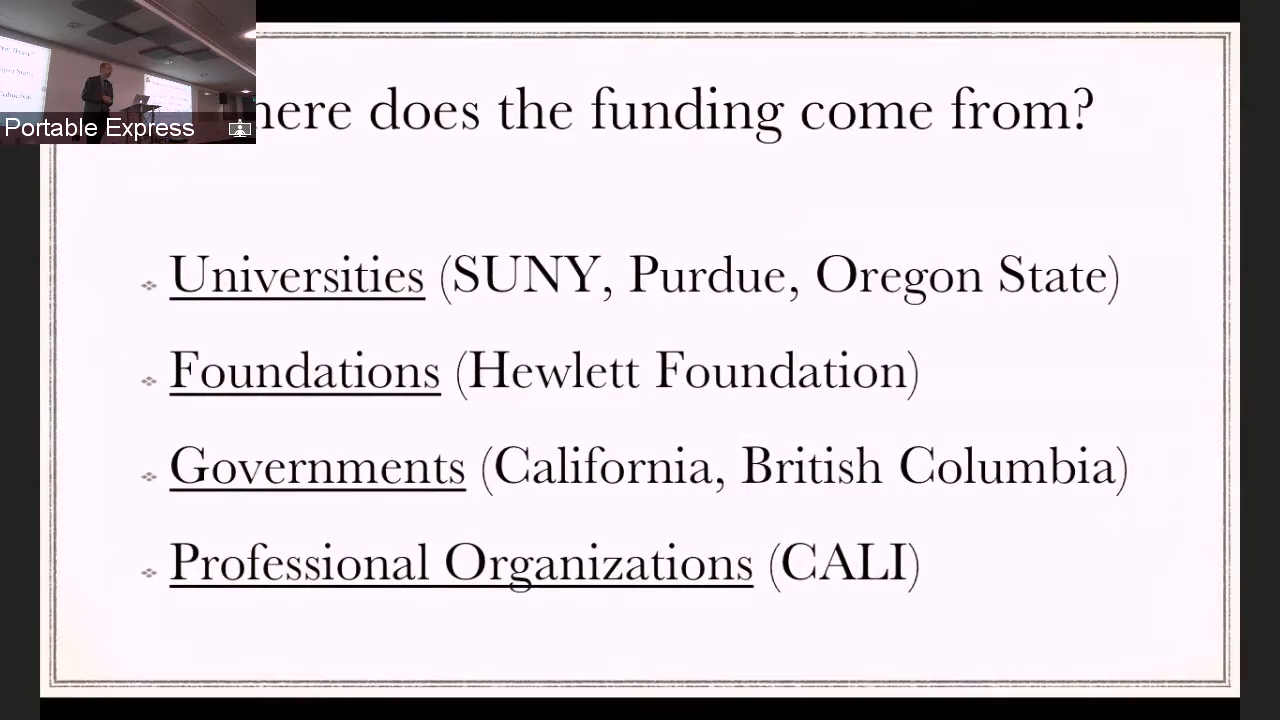 here does the funding come from?
Portable Express
Universities (SUNY, Purdue, Oregon State)
Foundations (Hewlett Foundation)
Governments (California, British Columbia)
Professional Organizations (CALI)